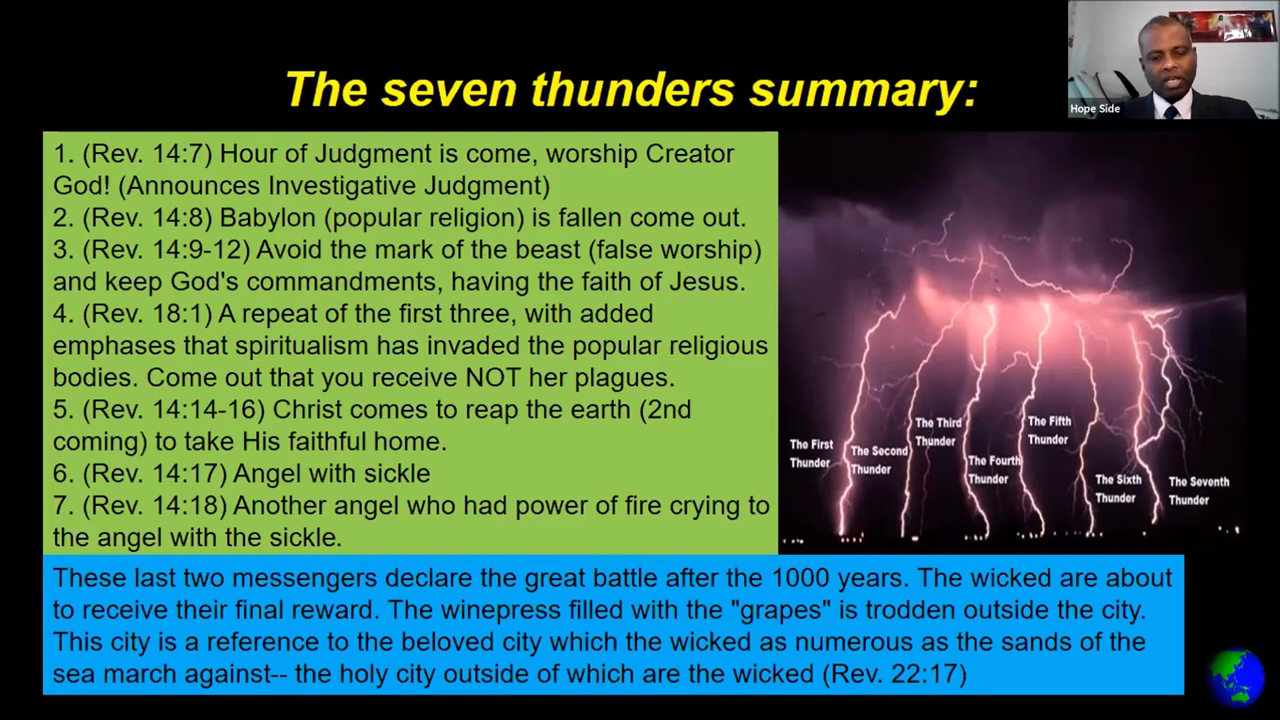 The seven thunders summary:
Hope Side
1. (Rev. 14:7) Hour of Judgment is come, worship Creator
God! (Announces Investigative Judgment)
2. (Rev. 14:8) Babylon (popular religion) is fallen come out.
3. (Rev. 14:9-12) Avoid the mark of the beast (false worship)
and keep God's commandments, having the faith of Jesus.
4. (Rev. 18:1) A repeat of the first three, with added
emphases that spiritualism has invaded the popular religious
bodies. Come out that you receive NOT her plagues.
5. (Rev. 14:14-16) Christ comes to reap the earth (2nd
coming) to take His faithful home.
6. (Rev. 14:17) Angel with sickle
7. (Rev. 14:18) Another angel who had power of fire crying to
the angel with the sickle.
The First
Thunder
The Second
Thunder
The Third
Thunder
The Fourth
Thunder
The Fifth
Thunder
The Sixth
Thunder
The Seventh
Thunder
These last two messengers declare the great battle after the 1000 years. The wicked are about
to receive their final reward. The winepress filled with the "grapes" is trodden outside the city.
This city is a reference to the beloved city which the wicked as numerous as the sands of the
sea march against-- the holy city outside of which are the wicked (Rev. 22:17)